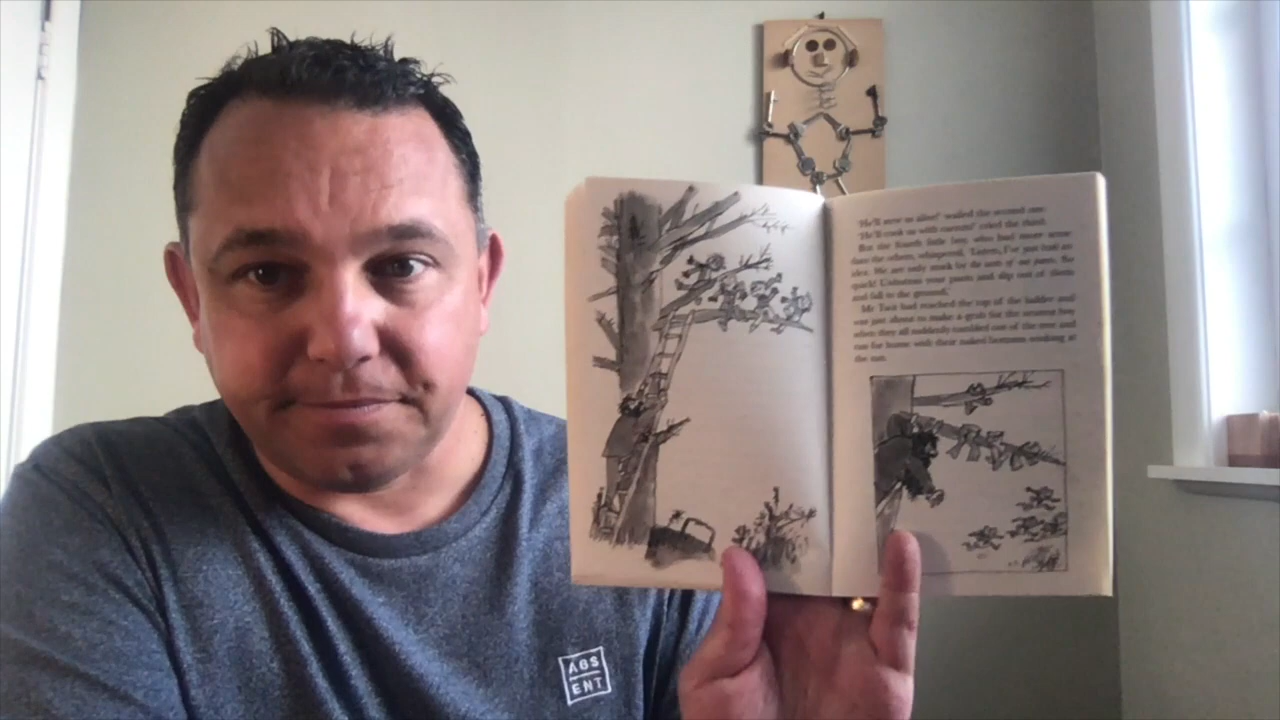 'He'll stew us alive!' wailed the second one.
'He'll cook us with carrots!' cried the third.
But the fourth little boy, who had more sense
than the others, whispered, 'Listen, I've just had an
idea. We are only stuck by the seats of our pants. So
quick! Unbutton your pants and slip out of them
and fall to the ground.'
Mr Twit had reached the top of the ladder and
was just about to make a grab for the nearest boy
when they all suddenly tumbled out of the tree and
ran for home with their naked bottoms winking at
the sun.
ABS
ENT